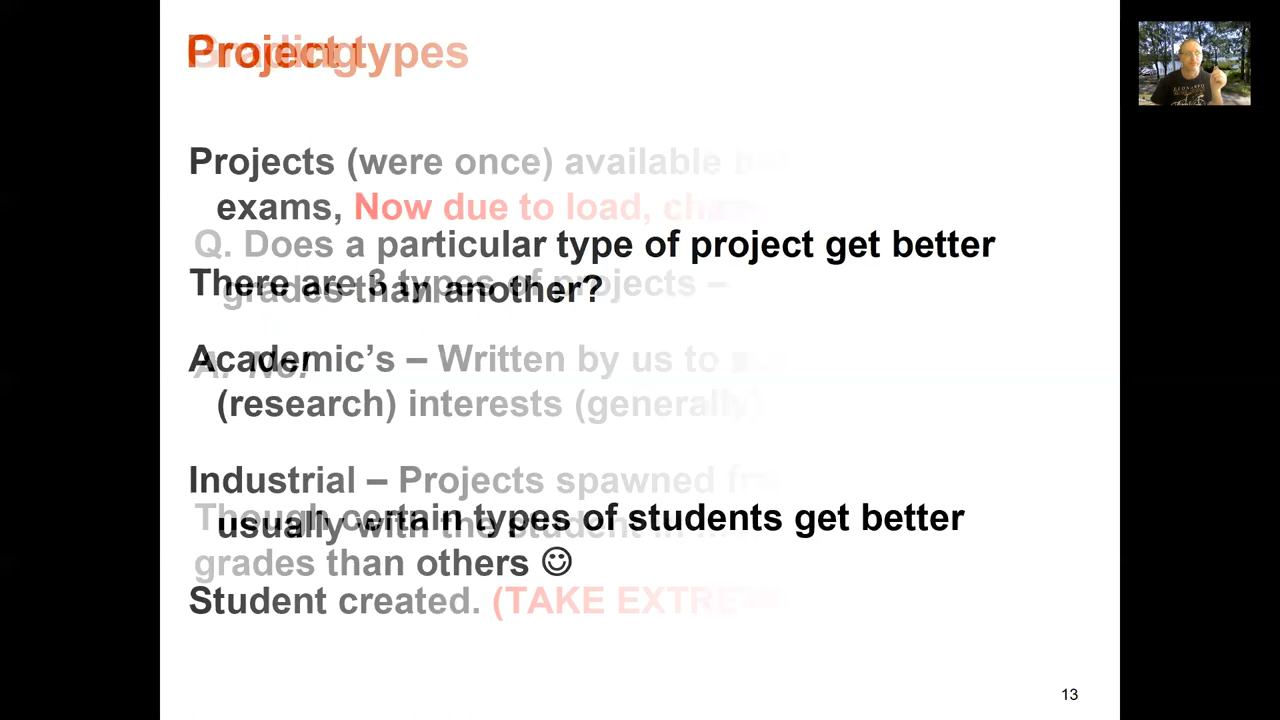 Project types
Grading
Projects (were once) available
exams, Now due to load,
Q. Does a particular type of project get better
grades than another?
There are 3 types of projects –
Academic’s – Written by us to
A. No!
(research) interests (generally)
Industrial – Projects spawned
Though certain types of students get better
usually with the student in
grades than others ☺
Student created. (TAKE
13